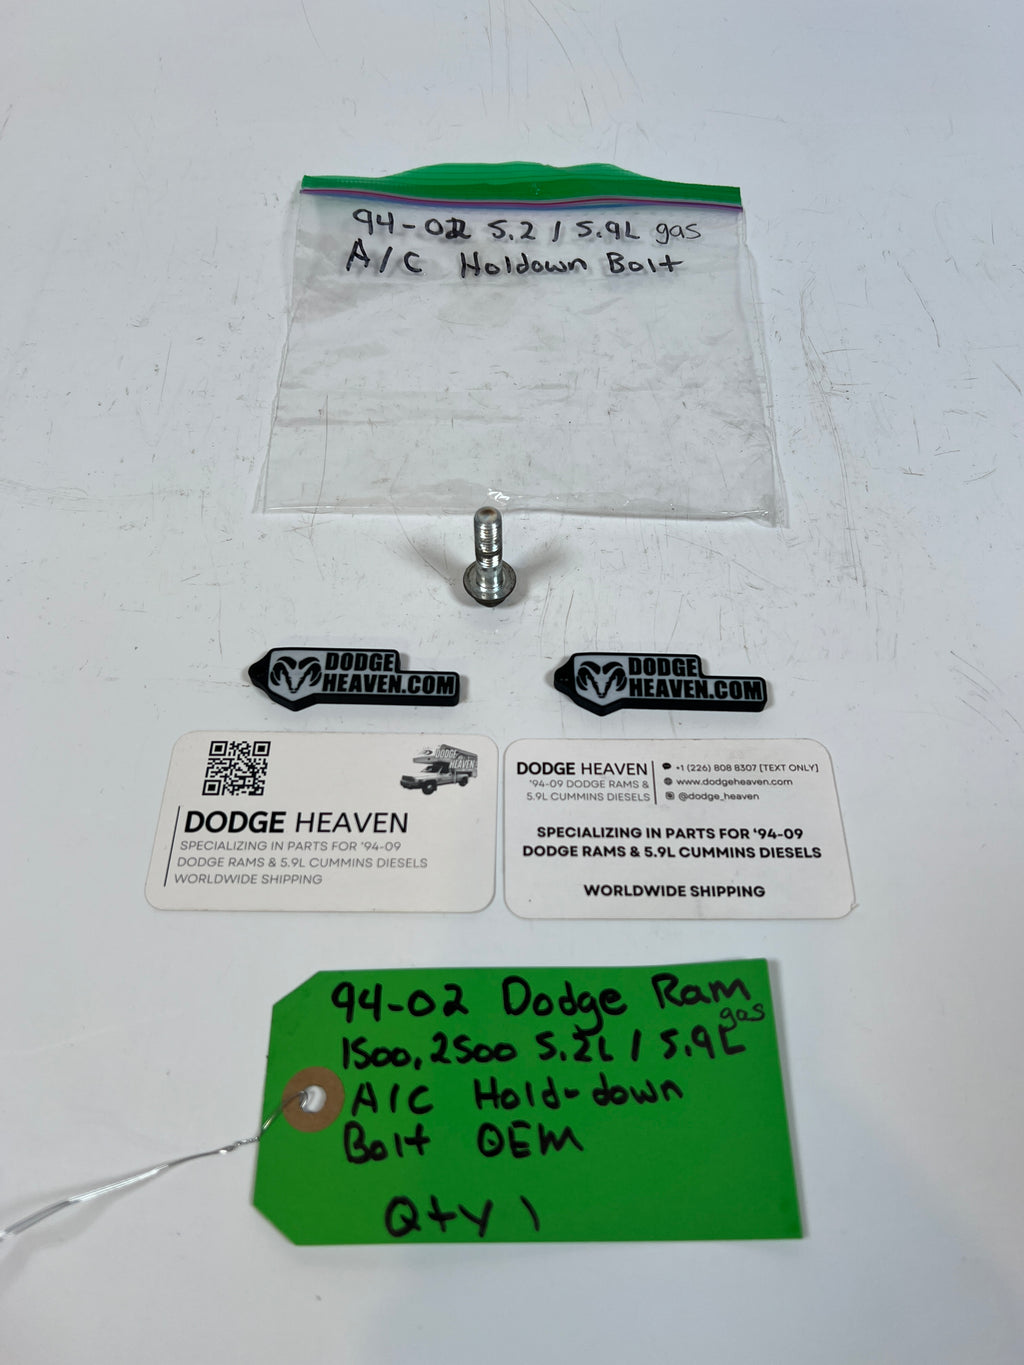 94-02 5.2 / 5.9L gas
A/C Holdown Bolt
DODGE
HEAVEN.COM
DODGE
HEAVEN.COM
DODGE
HEAVEN
DODGE HEAVEN
SPECIALIZING IN PARTS FOR '94-09
DODGE RAMS & 5.9L CUMMINS DIESELS
WORLDWIDE SHIPPING
DODGE HEAVEN
'94-09 DODGE RAMS &
5.9L CUMMINS DIESELS
+1 (226) 808 8307 [TEXT ONLY]
www.dodgeheaven.com
@dodge_heaven
SPECIALIZING IN PARTS FOR '94-09
DODGE RAMS & 5.9L CUMMINS DIESELS
WORLDWIDE SHIPPING
94-02 Dodge Ram
1500, 2500 5.2L / 5.9L gas
A/C Hold-down
Bolt OEM
Qty 1